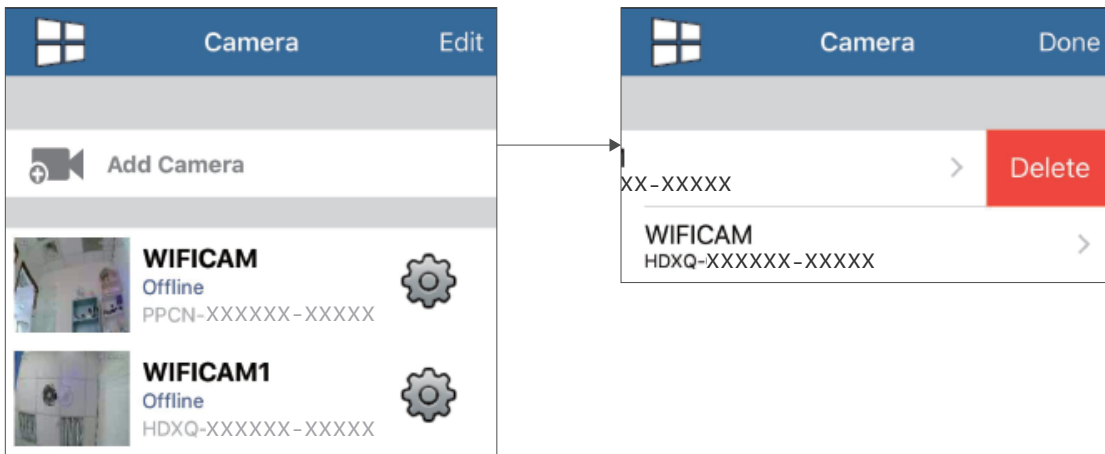 Camera
Edit
Add Camera
WIFICAM
Offline
PPCN-XXXXXX-XXXXX
WIFICAM1
Offline
HDXQ-XXXXXX-XXXXX
Camera
Done
XX-XXXXX
Delete
WIFICAM
HDXQ-XXXXXX-XXXXX